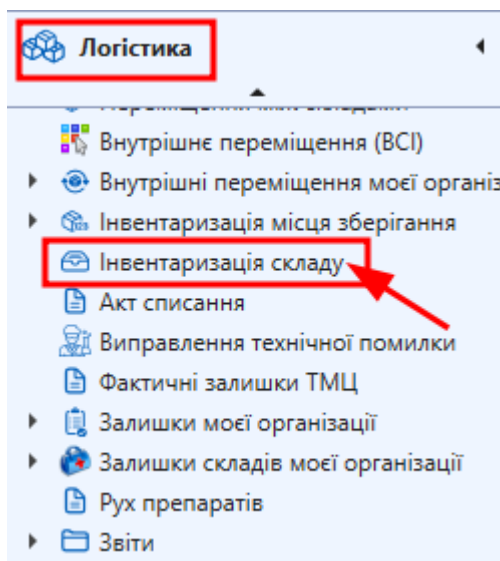 Логістика
Внутрішнє переміщення (ВСІ)
Внутрішні переміщення моєї організ
Інвентаризація місця зберігання
Інвентаризація складу
Акт списання
Виправлення технічної помилки
Фактичні залишки ТМЦ
Залишки моєї організації
Залишки складів моєї організації
Рух препаратів
Звіти